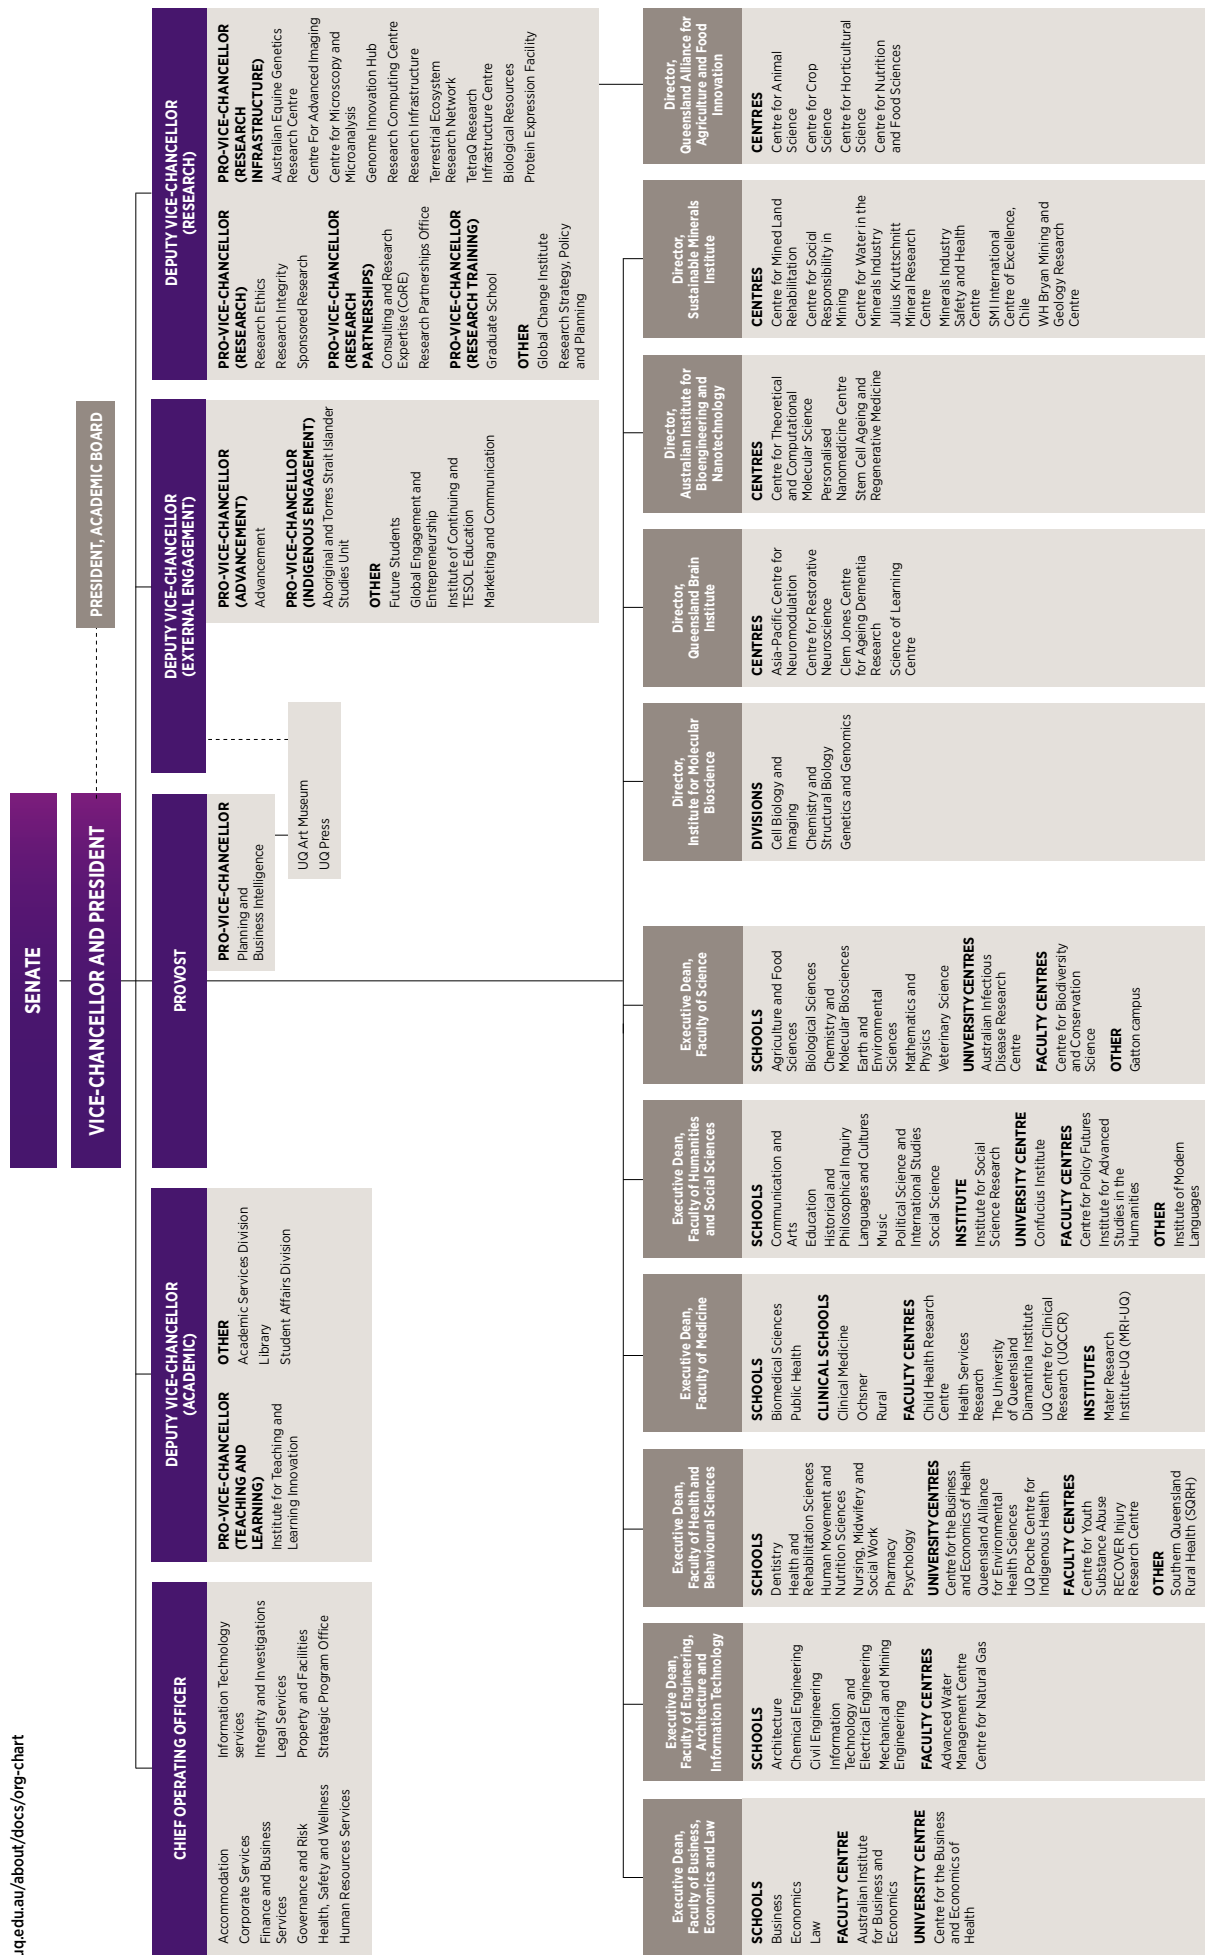 uq.edu.au/about/docs/org-chart
SENATE
VICE-CHANCELLOR AND PRESIDENT
PRESIDENT, ACADEMIC BOARD
CHIEF OPERATING OFFICER
Accommodation
Corporate Services
Finance and Business
Services
Governance and Risk
Health, Safety and Wellness
Human Resources Services
Information Technology
services
Integrity and Investigations
Legal Services
Property and Facilities
Strategic Program Office
DEPUTY VICE-CHANCELLOR
(ACADEMIC)
PRO-VICE-CHANCELLOR
(TEACHING AND
LEARNING)
Institute for Teaching and
Learning Innovation
OTHER
Academic Services Division
Library
Student Affairs Division
PROVOST
PRO-VICE-CHANCELLOR
Planning and
Business Intelligence
UQ Art Museum
UQ Press
DEPUTY VICE-CHANCELLOR
(EXTERNAL ENGAGEMENT)
PRO-VICE-CHANCELLOR
(ADVANCEMENT)
Advancement
PRO-VICE-CHANCELLOR
(INDIGENOUS ENGAGEMENT)
Aboriginal and Torres Strait Islander
Studies Unit
OTHER
Future Students
Global Engagement and
Entrepreneurship
Institute of Continuing and
TESOL Education
Marketing and Communication
DEPUTY VICE-CHANCELLOR
(RESEARCH)
PRO-VICE-CHANCELLOR
(RESEARCH)
Research Ethics
Research Integrity
Sponsored Research
PRO-VICE-CHANCELLOR
(RESEARCH
PARTNERSHIPS)
Consulting and Research
Expertise (CoRE)
Research Partnerships Office
PRO-VICE-CHANCELLOR
(RESEARCH TRAINING)
Graduate School
OTHER
Global Change Institute
Research Strategy, Policy
and Planning
PRO-VICE-CHANCELLOR
(RESEARCH
INFRASTRUCTURE)
Australian Equine Genetics
Research Centre
Centre For Advanced Imaging
Centre for Microscopy and
Microanalysis
Genome Innovation Hub
Research Computing Centre
Research Infrastructure
Terrestrial Ecosystem
Research Network
TetraQ Research
Infrastructure Centre
Biological Resources
Protein Expression Facility
Executive Dean,
Faculty of Business,
Economics and Law
SCHOOLS
Business
Economics
Law
FACULTY CENTRE
Australian Institute
for Business and
Economics
UNIVERSITY CENTRE
Centre for the Business
and Economics of
Health
Executive Dean,
Faculty of Engineering,
Architecture and
Information Technology
SCHOOLS
Architecture
Chemical Engineering
Civil Engineering
Information
Technology and
Electrical Engineering
Mechanical and Mining
Engineering
FACULTY CENTRES
Advanced Water
Management Centre
Centre for Natural Gas
Executive Dean,
Faculty of Health and
Behavioural Sciences
SCHOOLS
Dentistry
Health and
Rehabilitation Sciences
Human Movement and
Nutrition Sciences
Nursing, Midwifery and
Social Work
Pharmacy
Psychology
UNIVERSITY CENTRES
Centre for the Business
and Economics of Health
Queensland Alliance
for Environmental
Health Sciences
UQ Poche Centre for
Indigenous Health
FACULTY CENTRES
Centre for Youth
Substance Abuse
RECOVER Injury
Research Centre
OTHER
Southern Queensland
Rural Health (SQRH)
Executive Dean,
Faculty of Medicine
SCHOOLS
Biomedical Sciences
Public Health
CLINICAL SCHOOLS
Clinical Medicine
Ochsner
Rural
FACULTY CENTRES
Child Health Research
Centre
Health Services
Research
The University
of Queensland
Diamantina Institute
UQ Centre for Clinical
Research (UQCCR)
INSTITUTES
Mater Research
Institute-UQ (MRI-UQ)
Executive Dean,
Faculty of Humanities
and Social Sciences
SCHOOLS
Communication and
Arts
Education
Historical and
Philosophical Inquiry
Languages and Cultures
Music
Political Science and
International Studies
Social Science
INSTITUTE
Institute for Social
Science Research
UNIVERSITY CENTRE
Confucius Institute
FACULTY CENTRES
Centre for Policy Futures
Institute for Advanced
Studies in the
Humanities
OTHER
Institute of Modern
Languages
Executive Dean,
Faculty of Science
SCHOOLS
Agriculture and Food
Sciences
Biological Sciences
Chemistry and
Molecular Biosciences
Earth and
Environmental
Sciences
Mathematics and
Physics
Veterinary Science
UNIVERSITY CENTRES
Australian Infectious
Disease Research
Centre
FACULTY CENTRES
Centre for Biodiversity
and Conservation
Science
OTHER
Gatton campus
Director,
Institute for Molecular
Bioscience
DIVISIONS
Cell Biology and
Imaging
Chemistry and
Structural Biology
Genetics and Genomics
Director,
Queensland Brain
Institute
CENTRES
Asia-Pacific Centre for
Neuromodulation
Centre for Restorative
Neuroscience
Clem Jones Centre
for Ageing Dementia
Research
Science of Learning
Centre
Director,
Australian Institute for
Bioengineering and
Nanotechnology
CENTRES
Centre for Theoretical
and Computational
Molecular Science
Personalised
Nanomedicine Centre
Stem Cell Ageing and
Regenerative Medicine
Director,
Sustainable Minerals
Institute
CENTRES
Centre for Mined Land
Rehabilitation
Centre for Social
Responsibility in
Mining
Centre for Water in the
Minerals Industry
Julius Kruttschnitt
Mineral Research
Centre
Minerals Industry
Safety and Health
Centre
SMI International
Centre of Excellence,
Chile
WH Bryan Mining and
Geology Research
Centre
Director,
Queensland Alliance for
Agriculture and Food
Innovation
CENTRES
Centre for Animal
Science
Centre for Crop
Science
Centre for Horticultural
Science
Centre for Nutrition
and Food Sciences